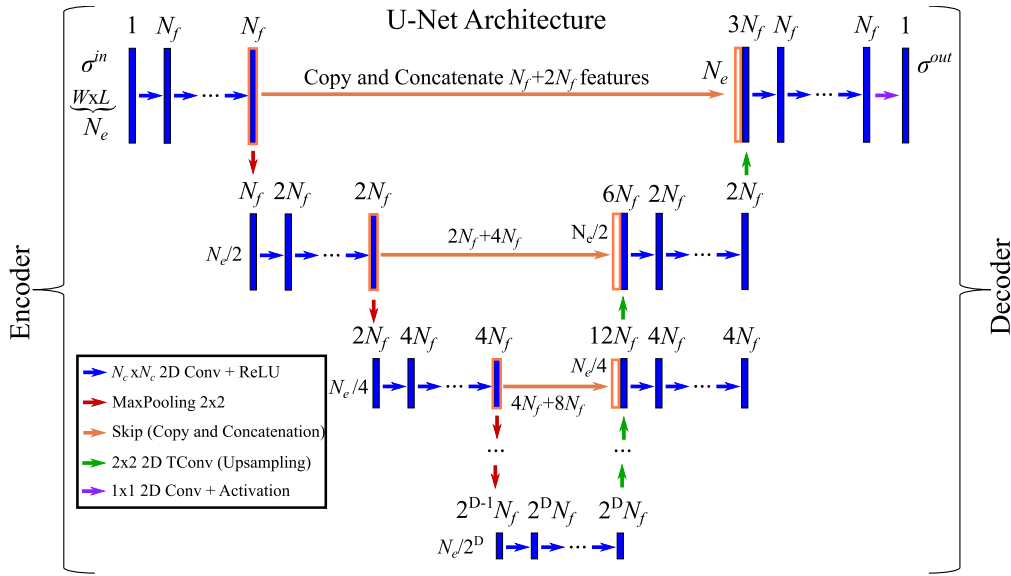 U-Net Architecture
1 N_f N_f 3N_f N_f N_f 1
σ^in
WxL
N_e
...
Copy and Concatenate N_f+2N_f features
N_e
...
σ^out
N_f 2N_f 2N_f 6N_f 2N_f 2N_f
N_e/2
...
2N_f+4N_f
N_e/2
...
2N_f 4N_f 4N_f 12N_f 4N_f 4N_f
N_e/4
...
4N_f+8N_f
N_e/4
...
... ...
2^(D-1)N_f 2^D N_f 2^D N_f
N_e/2^D
...
Encoder
Decoder
N_c xN_c 2D Conv + ReLU
MaxPooling 2x2
Skip (Copy and Concatenation)
2x2 2D TConv (Upsampling)
1x1 2D Conv + Activation